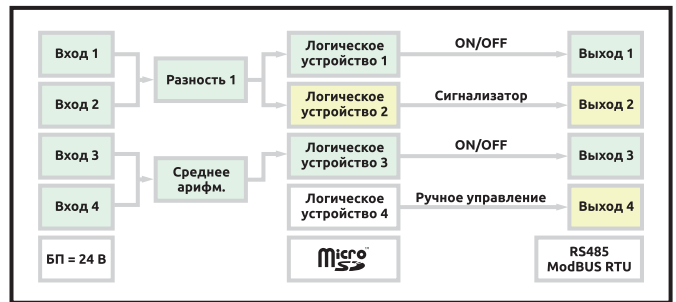 Вход 1
Вход 2
Вход 3
Вход 4
БП = 24 В
Разность 1
Среднее
арифм.
Логическое
устройство 1
Логическое
устройство 2
Логическое
устройство 3
Логическое
устройство 4
Micro
SD
™
ON/OFF
Сигнализатор
ON/OFF
Ручное управление
Выход 1
Выход 2
Выход 3
Выход 4
RS485
ModBUS RTU